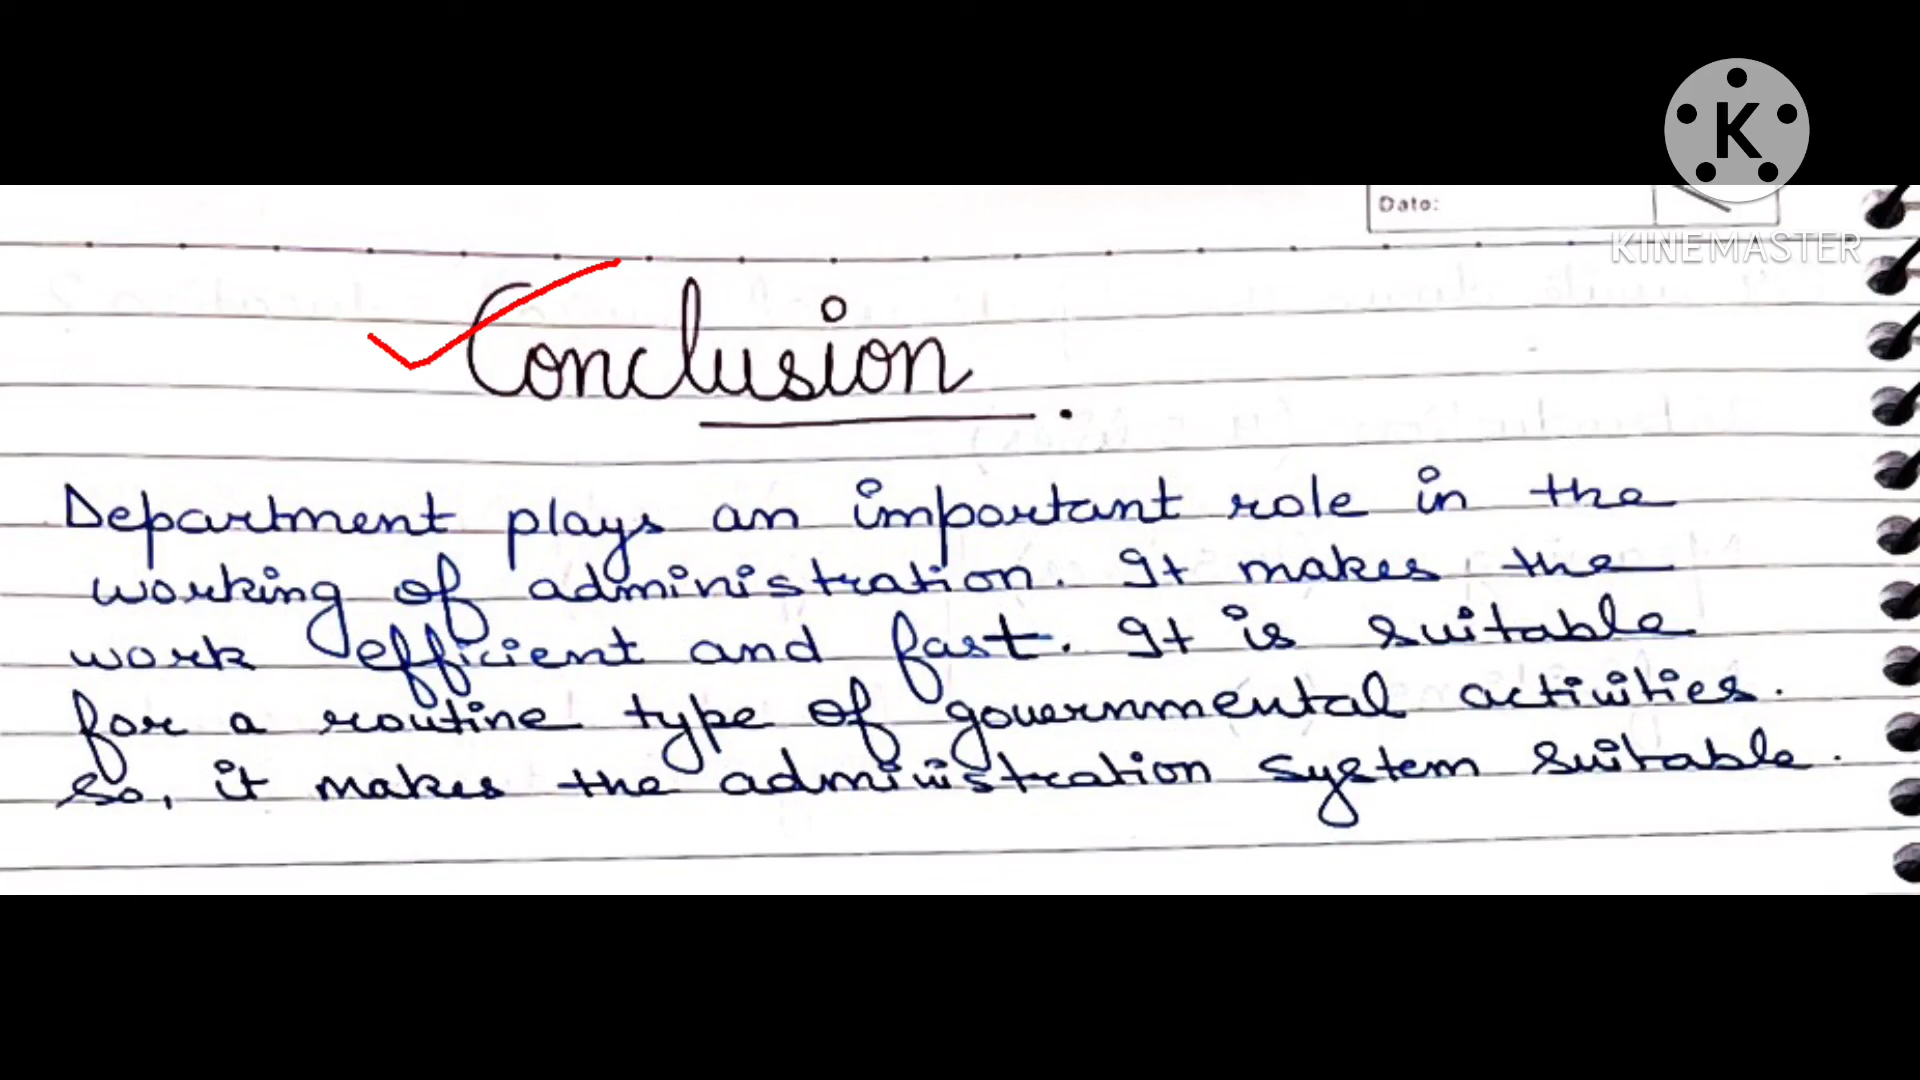 K
KINEMASTER
Date:
Conclusion.
Department plays an important role in the
working of administration. It makes the
work efficient and fast. It is suitable
for a routine type of governmental activities.
So, it makes the administration system suitable.